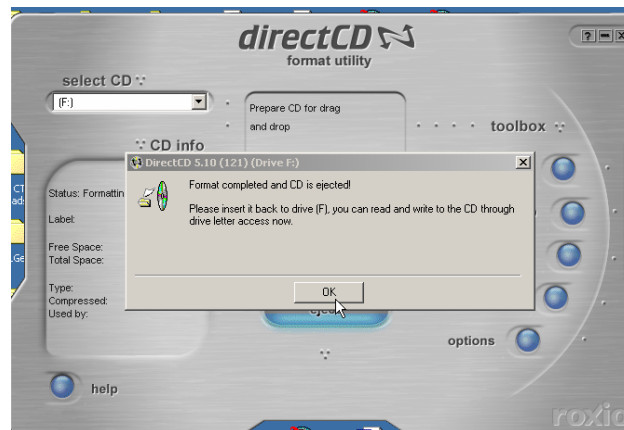 directCD
format utility
select CD
(F:)
Prepare CD for drag
and drop
toolbox
CD info
DirectCD 5.10 (121) (Drive F:)
Format completed and CD is ejected!
Please insert it back to drive (F), you can read and write to the CD through
drive letter access now.
OK
Status: Formattin
Label:
Free Space:
Total Space:
Type:
Compressed:
Used by:
options
help
roxio